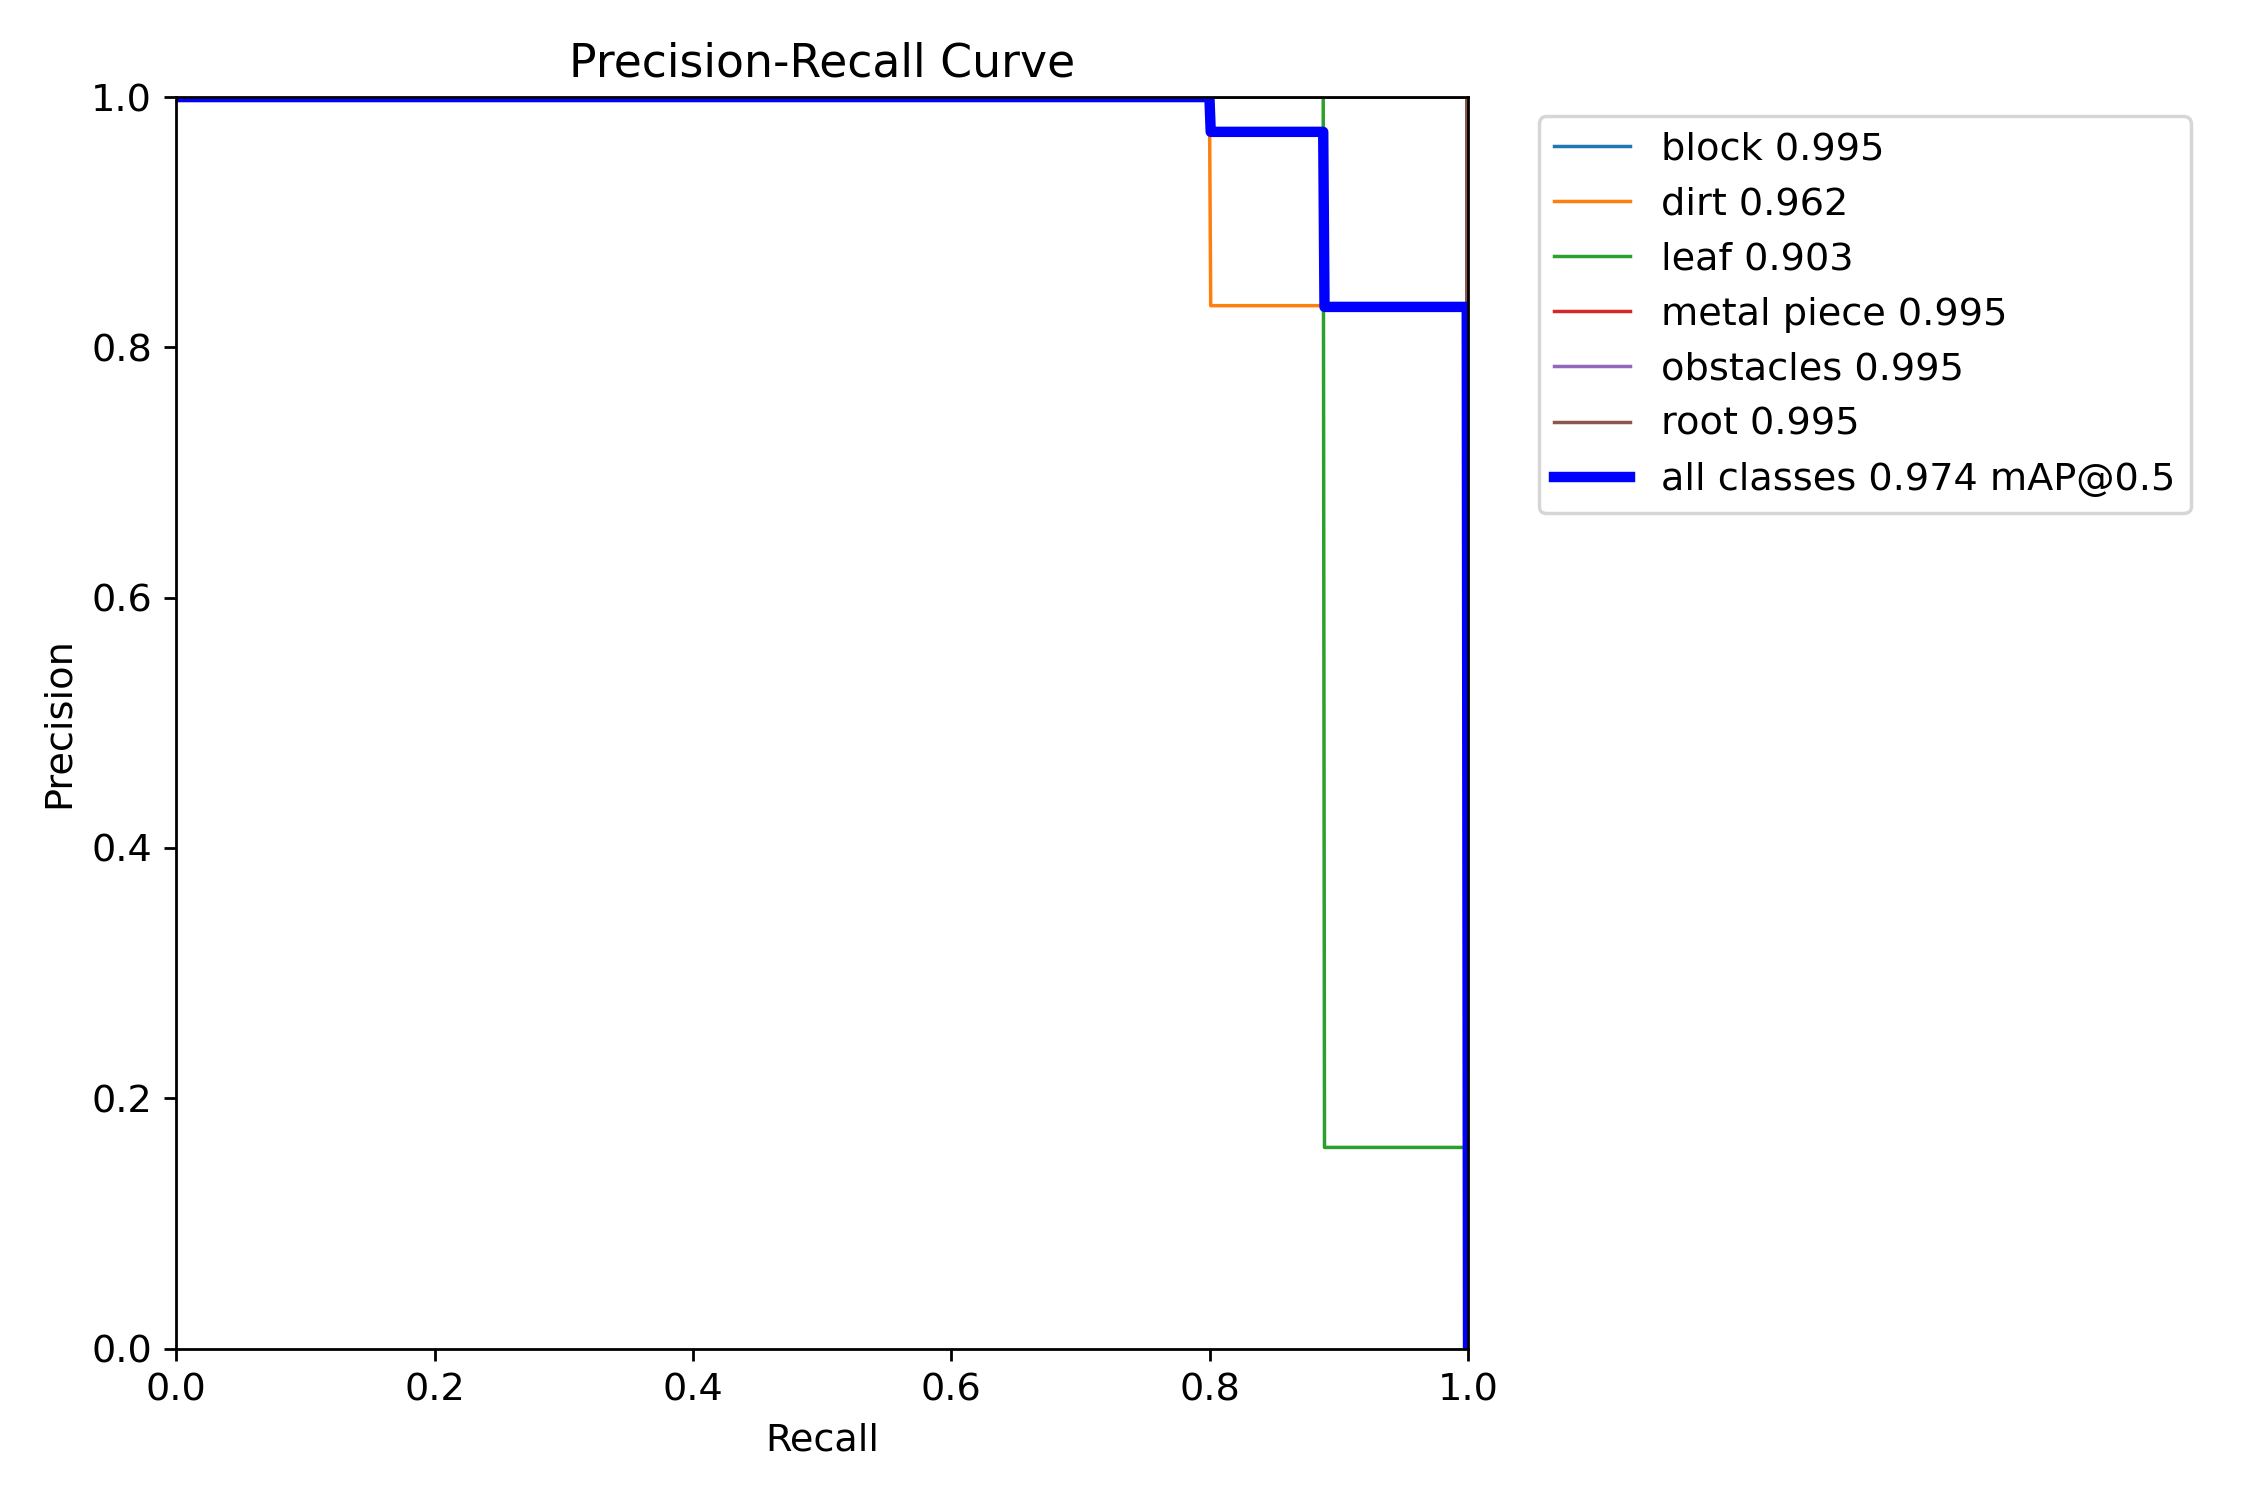 Precision-Recall Curve
1.0
0.8
0.6
0.4
0.2
0.0
Precision
0.0 0.2 0.4 0.6 0.8 1.0
Recall
block 0.995
dirt 0.962
leaf 0.903
metal piece 0.995
obstacles 0.995
root 0.995
all classes 0.974 mAP@0.5